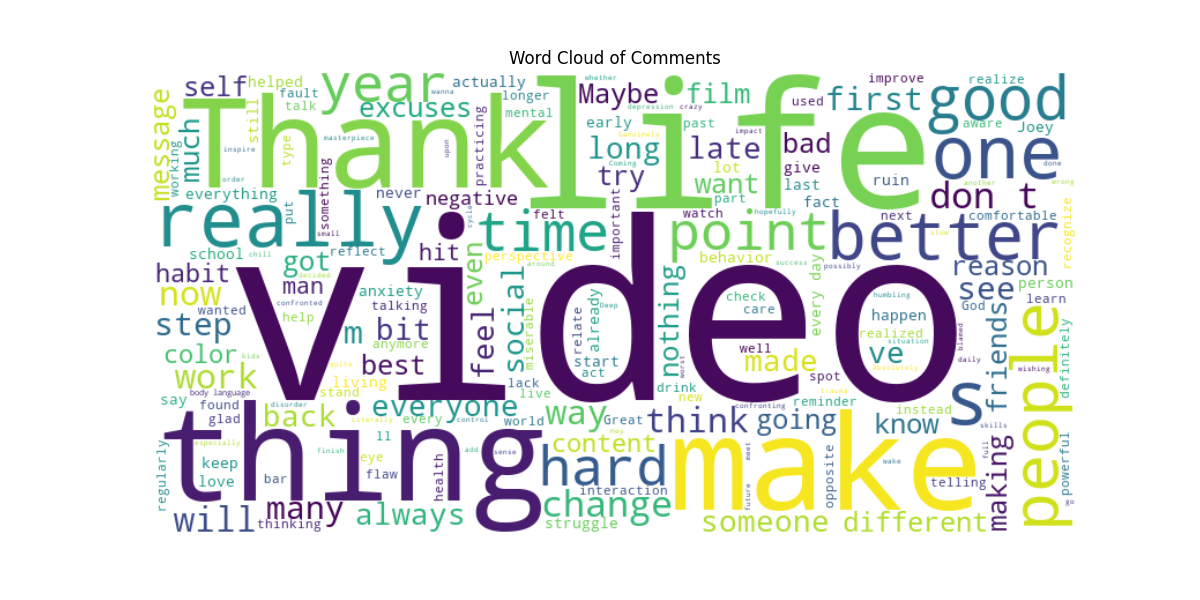 Word Cloud of Comments
self helped year actually whether Maybe film improve realize
fault excuses longer wanna used first good
message talk Thank life depression crazy
still mental early past aware Joey
much type masterpiece practicing long Genuinely late impact bad one
working inspire upon Coming try lot give ruin done
order something want last another wrong
everything never negative important part fact don t
really put small felt time watch point hopefully next better comfortable recognize
cycle slow
school chill reflect hit perspective behavior success possibly reason
habit got decided man anxiety even social around nothing every day see person
now wanted confronted talking video already Deep check care humbling God learn
step help m bit feel miserable relate happen friends people
color kids anymore best start well made realized ve situation definitely
work quite living lack act worst spot Absolutely blamed daily
body language stand live drink new trauma reminder wishing
say found disorder everyone world way Great confronting instead s
glad back literally every control think going know skills
thing especially ll add sense they content make
keep finish eye hard meet opposite wake making full
love bar flaw health interaction telling powerful
regularly many always change future go
will thinking struggle someone different